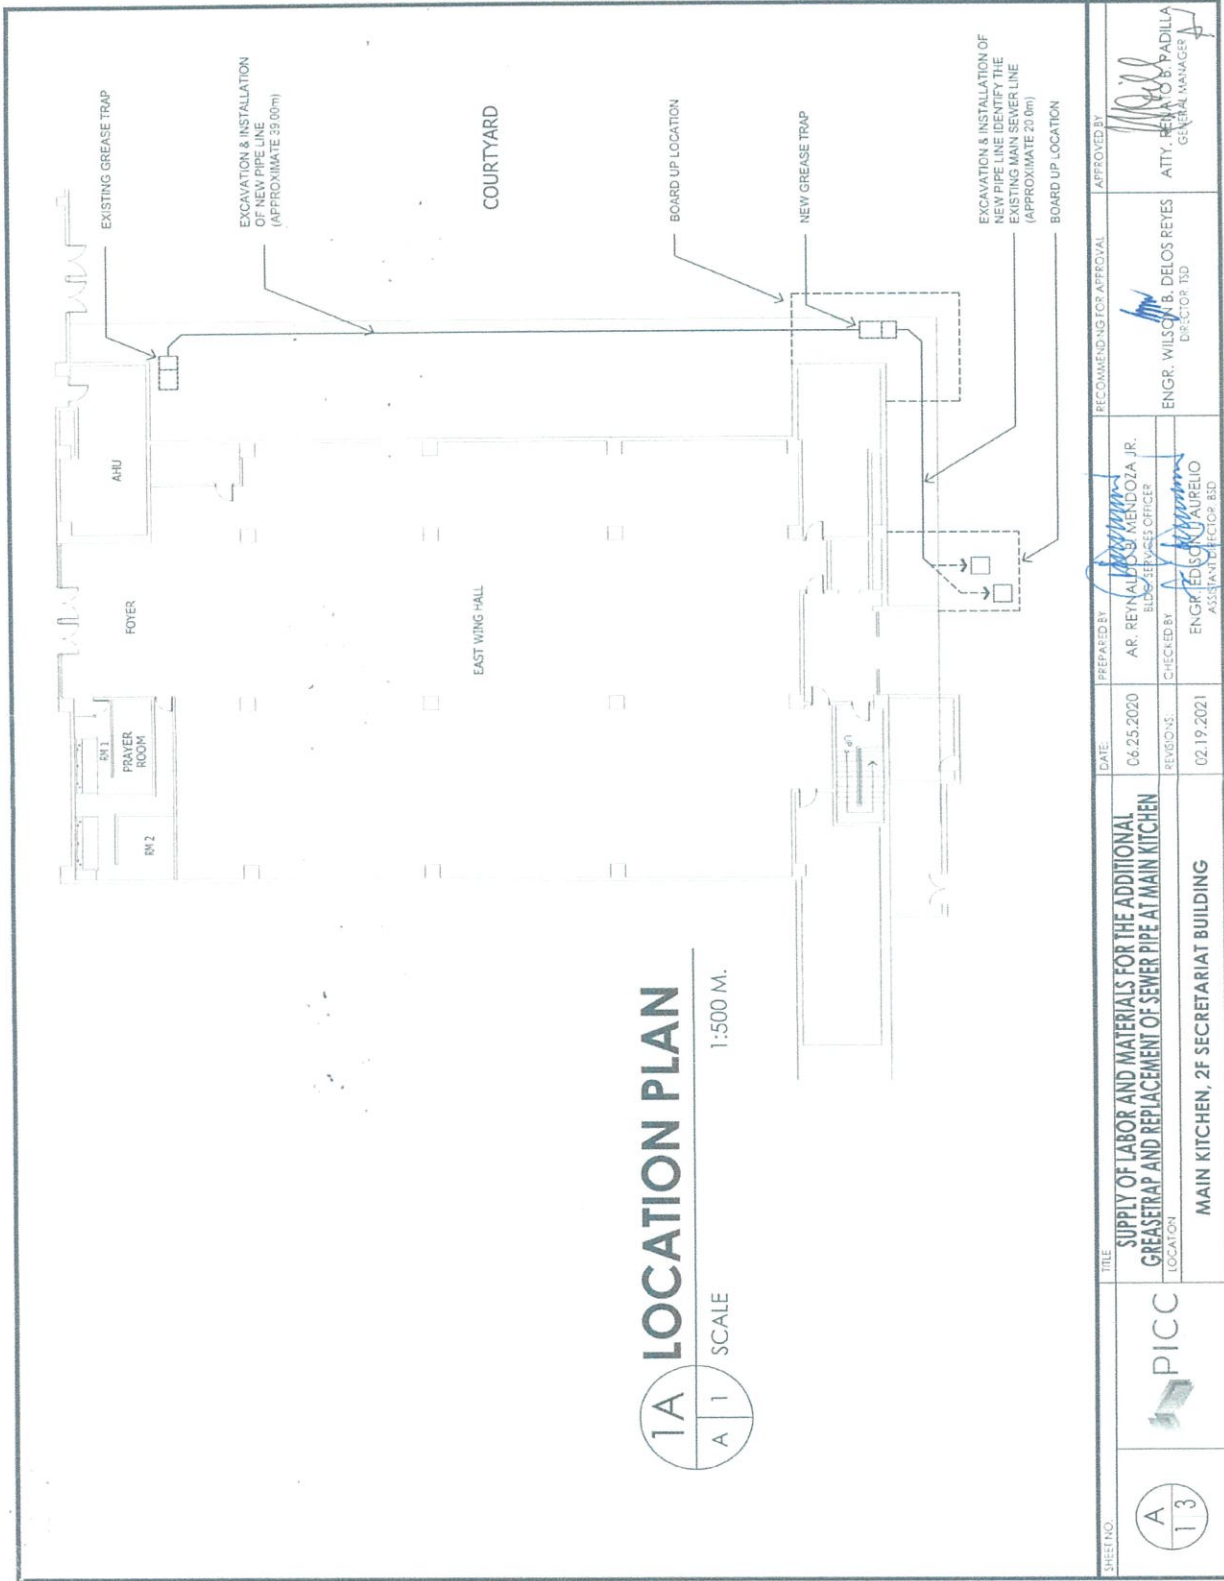 EXISTING GREASE TRAP
EXCAVATION & INSTALLATION
OF NEW PIPE LINE
(APPROXIMATE 39.00m)
COURTYARD
BOARD UP LOCATION
NEW GREASE TRAP
EXCAVATION & INSTALLATION OF
NEW PIPE LINE IDENTIFY THE
EXISTING MAIN SEWER LINE
(APPROXIMATE 20.0m)
BOARD UP LOCATION
AHU
FOYER
EAST WING HALL
RM 1
PRAYER
ROOM
RM 2
UP
1A
A 1
LOCATION PLAN
SCALE
1:500 M.
SHEET NO.
A
1 3
PICC
TITLE
SUPPLY OF LABOR AND MATERIALS FOR THE ADDITIONAL
GREASETRAP AND REPLACEMENT OF SEWER PIPE AT MAIN KITCHEN
LOCATION
MAIN KITCHEN, 2F SECRETARIAT BUILDING
DATE:
06.25.2020
REVISIONS:
02.19.2021
PREPARED BY
AR. REYNALDO B. MENDOZA JR.
BLDG. SERVICES OFFICER
CHECKED BY
ENGR. EDISON J. AURELIO
ASSISTANT DIRECTOR, BSD
RECOMMENDING FOR APPROVAL
ENGR. WILSON B. DELOS REYES
DIRECTOR, TSD
APPROVED BY
ATTY. RENATO B. PADILLA
GENERAL MANAGER